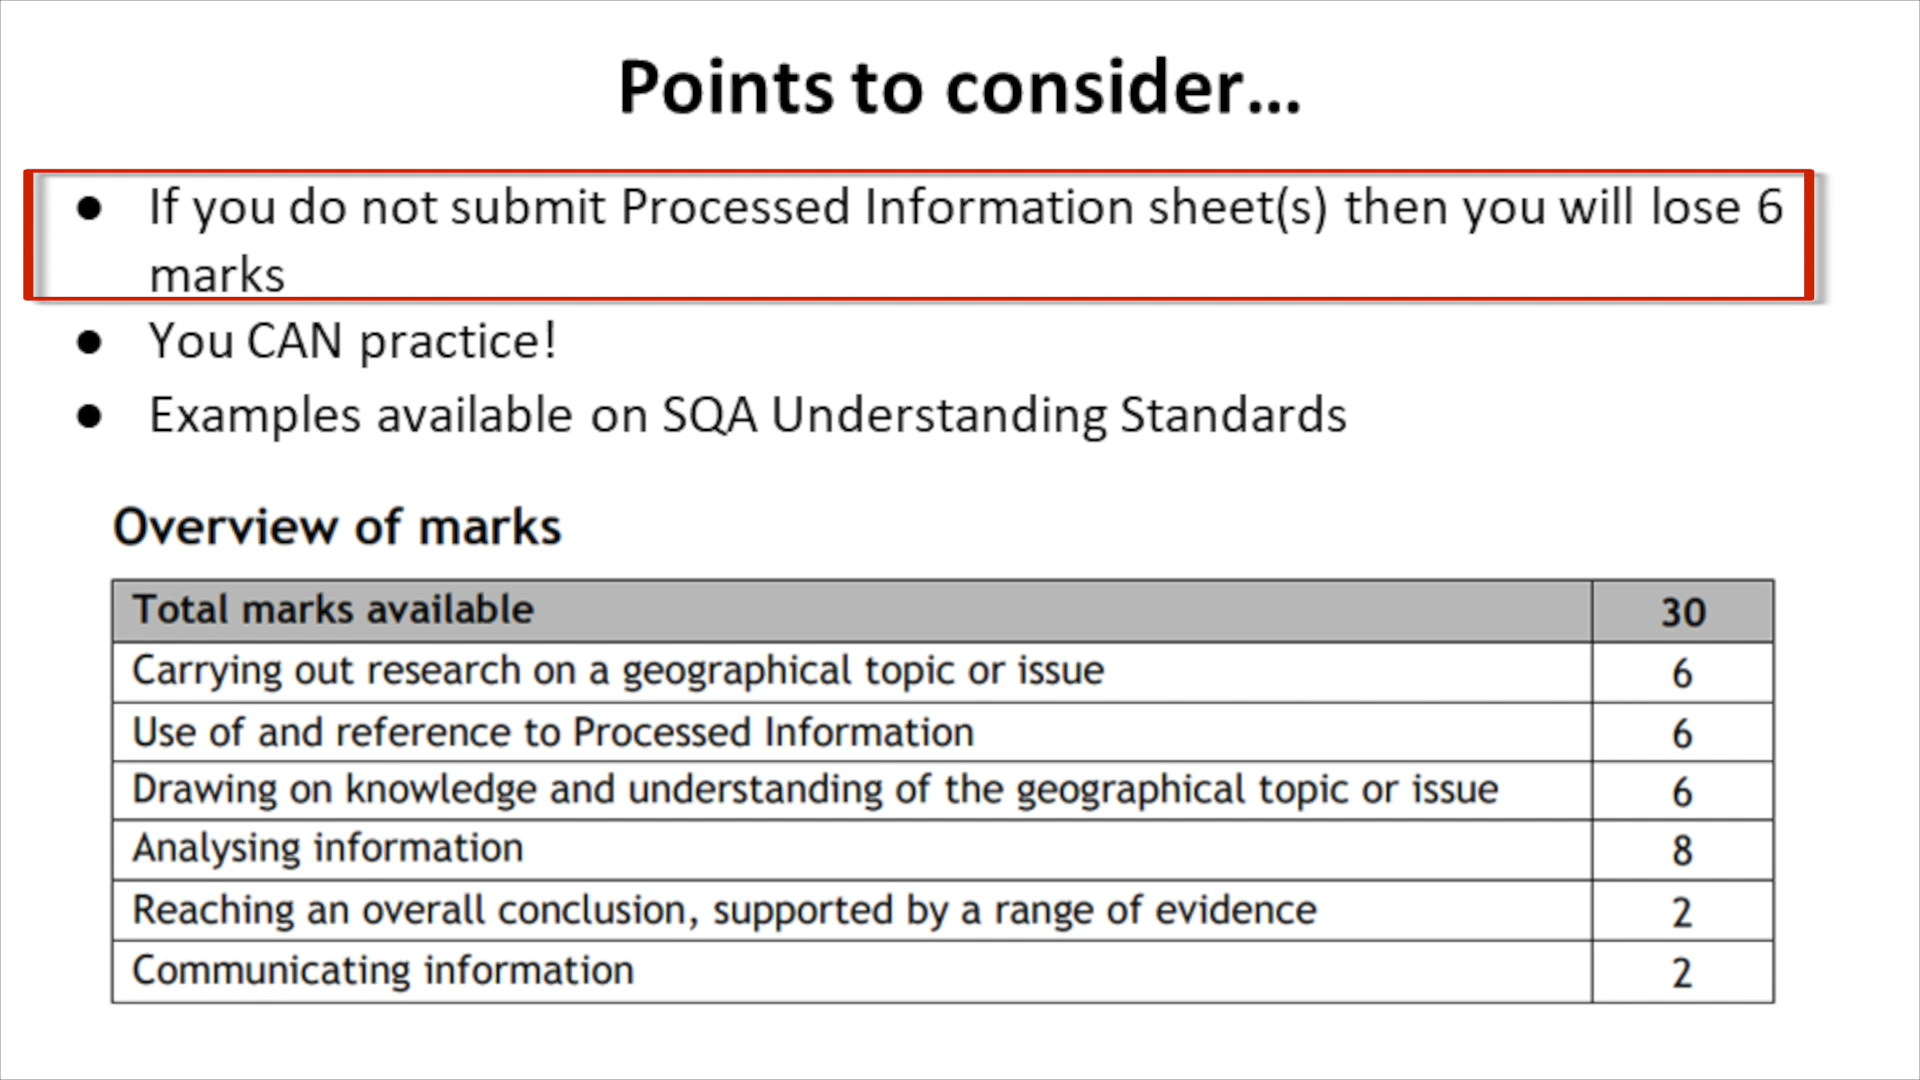 Points to consider...
● If you do not submit Processed Information sheet(s) then you will lose 6
marks
● You CAN practice!
● Examples available on SQA Understanding Standards
Overview of marks
Total marks available 30
Carrying out research on a geographical topic or issue 6
Use of and reference to Processed Information 6
Drawing on knowledge and understanding of the geographical topic or issue 6
Analysing information 8
Reaching an overall conclusion, supported by a range of evidence 2
Communicating information 2